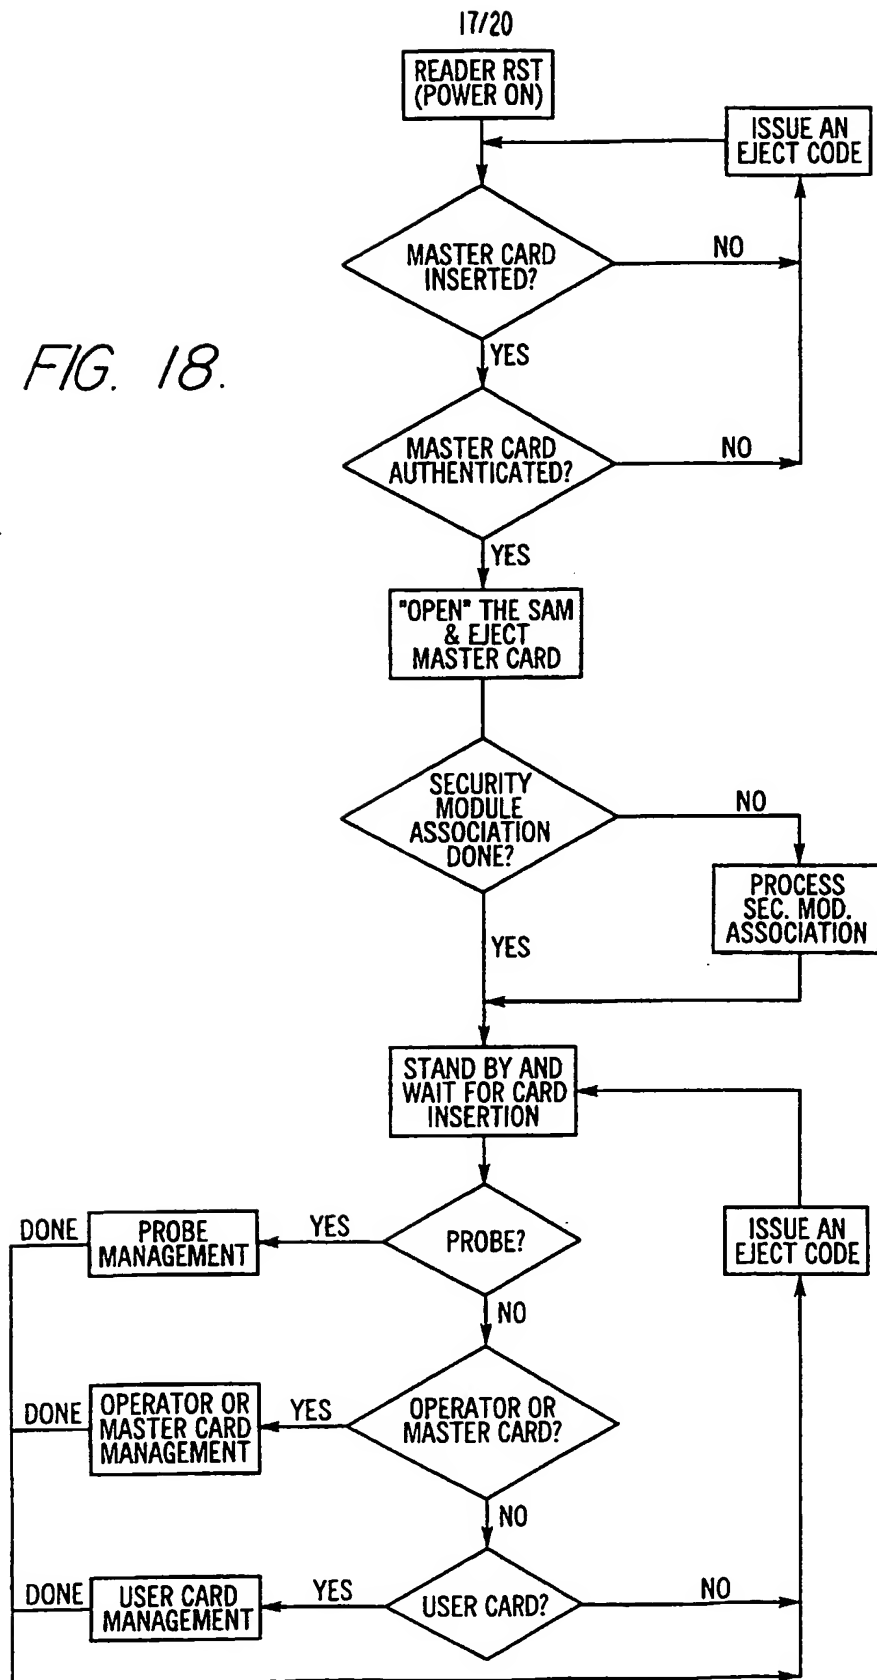 17/20
READER RST
(POWER ON)
ISSUE AN
EJECT CODE
MASTER CARD
INSERTED?
NO
YES
FIG. 18.
MASTER CARD
AUTHENTICATED?
NO
YES
"OPEN" THE SAM
& EJECT
MASTER CARD
SECURITY
MODULE
ASSOCIATION
DONE?
NO
PROCESS
SEC. MOD.
ASSOCIATION
YES
STAND BY AND
WAIT FOR CARD
INSERTION
DONE
PROBE
MANAGEMENT
YES
PROBE?
ISSUE AN
EJECT CODE
NO
DONE
OPERATOR OR
MASTER CARD
MANAGEMENT
YES
OPERATOR OR
MASTER CARD?
NO
DONE
USER CARD
MANAGEMENT
YES
USER CARD?
NO